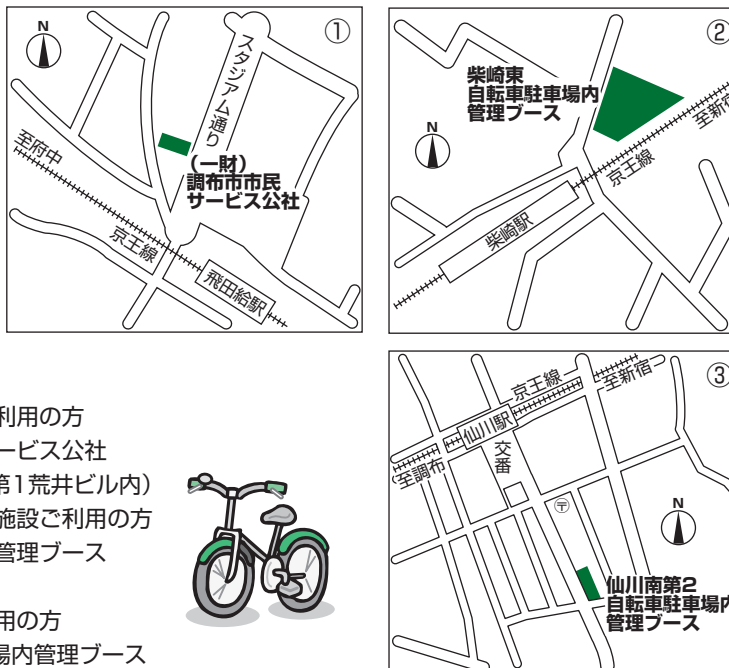 ①
N
スタジアム通り
至府中
(一財)
調布市市民
サービス公社
京王線
飛田給駅
②
柴崎東
自転車駐車場内
管理ブース
至新宿
N
京王線
柴崎駅
③
京王線
至新宿
仙川駅
至調布
交番
〒
N
仙川南第2
自転車駐車場内
管理ブース
利用の方
ービス公社
第1荒井ビル内)
施設ご利用の方
管理ブース
用の方
場内管理ブース